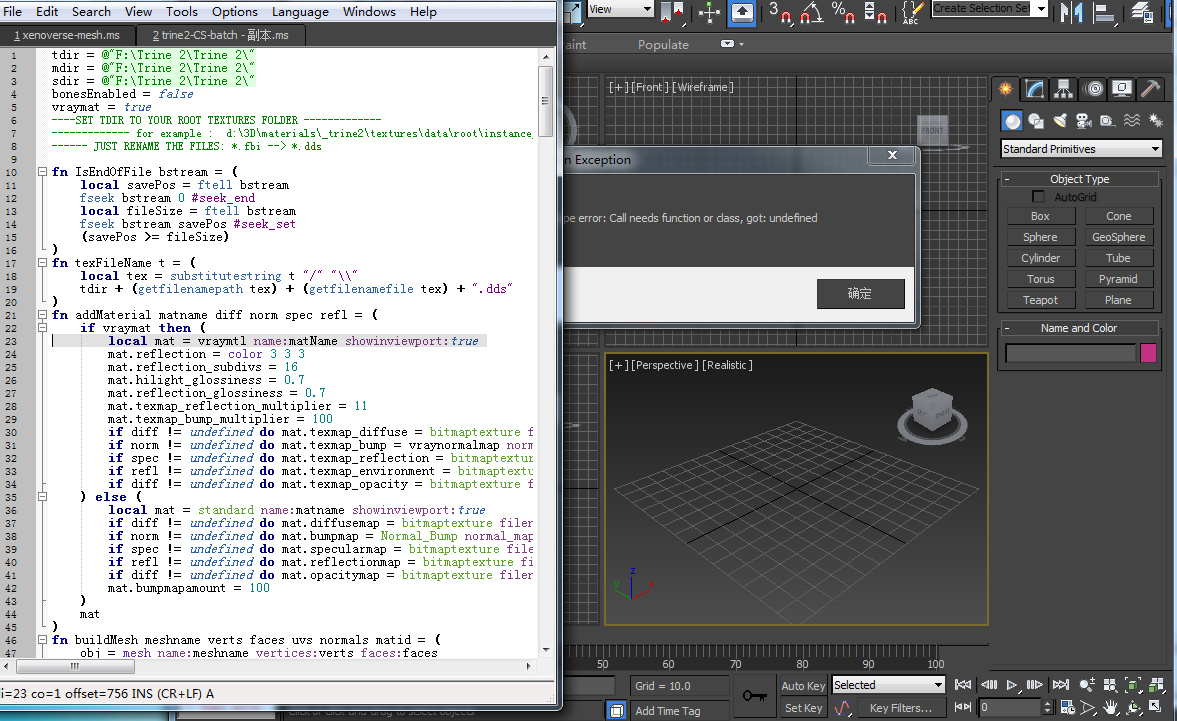 File Edit Search View Tools Options Language Windows Help
1 xenoverse-mesh.ms
2 trine2-CS-batch - 副本.ms
1 tdir = @"F:\Trine 2\Trine 2\"
2 mdir = @"F:\Trine 2\Trine 2\"
3 sdir = @"F:\Trine 2\Trine 2\"
4 bonesEnabled = false
5 vraymat = true
6 ----SET TDIR TO YOUR ROOT TEXTURES FOLDER -------------
7 ------------- for example : d:\3D\materials\_trine2\textures\data\root\instance
8 ------ JUST RENAME THE FILES: *.fbi --> *.dds
9
10 fn IsEndOfFile bstream = (
11 local savePos = ftell bstream
12 fseek bstream 0 #seek_end
13 local fileSize = ftell bstream
14 fseek bstream savePos #seek_set
15 (savePos >= fileSize)
16 )
17 fn texFileName t = (
18 local tex = substitutestring t "/" "\\"
19 tdir + (getfilenamepath tex) + (getfilenamefile tex) + ".dds"
20 )
21 fn addMaterial matname diff norm spec refl = (
22 if vraymat then (
23 local mat = vraymtl name:matName showinviewport:true
24 mat.reflection = color 3 3 3
25 mat.reflection_subdivs = 16
26 mat.hilight_glossiness = 0.7
27 mat.reflection_glossiness = 0.7
28 mat.texmap_reflection_multiplier = 11
29 mat.texmap_bump_multiplier = 100
30 if diff != undefined do mat.texmap_diffuse = bitmaptexture f
31 if norm != undefined do mat.texmap_bump = vraynormalmap norm
32 if spec != undefined do mat.texmap_reflection = bitmaptextur
33 if refl != undefined do mat.texmap_environment = bitmaptextu
34 if diff != undefined do mat.texmap_opacity = bitmaptexture f
35 ) else (
36 local mat = standard name:matname showinviewport:true
37 if diff != undefined do mat.diffusemap = bitmaptexture filer
38 if norm != undefined do mat.bumpmap = Normal_Bump normal_map
39 if spec != undefined do mat.specularmap = bitmaptexture file
40 if refl != undefined do mat.reflectionmap = bitmaptexture fi
41 if diff != undefined do mat.opacitymap = bitmaptexture filer
42 mat.bumpmapamount = 100
43 )
44 mat
45 )
46 fn buildMesh meshname verts faces uvs normals matid = (
47 obj = mesh name:meshname vertices:verts faces:faces
li=23 co=1 offset=756 INS (CR+LF) A
View
3
%
ABC
Create Selection Set
aint Populate
[+][Front][Wireframe]
FRONT
n Exception
X
pe error: Call needs function or class, got: undefined
确定
[+][Perspective][Realistic]
z
y
x
Standard Primitives
Object Type
AutoGrid
Box Cone
Sphere GeoSphere
Cylinder Tube
Torus Pyramid
Teapot Plane
Name and Color
50 60 70 80 90 100
Grid = 10.0
Add Time Tag
Auto Key Selected
Set Key Key Filters...
0
Click or click-and-drag to select objects